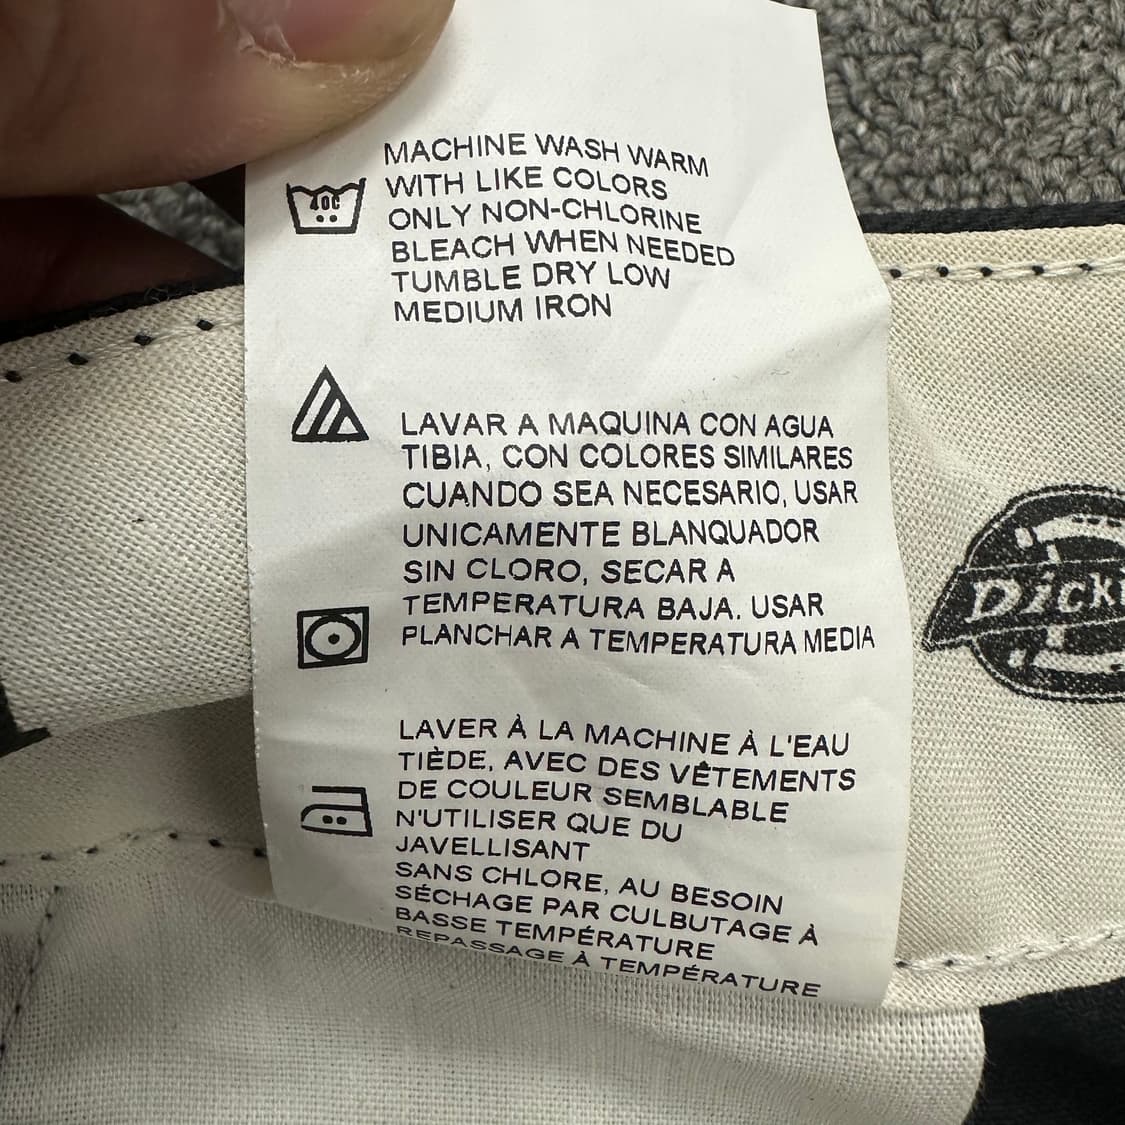 MACHINE WASH WARM
WITH LIKE COLORS
ONLY NON-CHLORINE
BLEACH WHEN NEEDED
TUMBLE DRY LOW
MEDIUM IRON
40C
LAVAR A MAQUINA CON AGUA
TIBIA, CON COLORES SIMILARES
CUANDO SEA NECESARIO, USAR
UNICAMENTE BLANQUADOR
SIN CLORO, SECAR A
TEMPERATURA BAJA. USAR
PLANCHAR A TEMPERATURA MEDIA
LAVER À LA MACHINE À L'EAU
TIÈDE, AVEC DES VÊTEMENTS
DE COULEUR SEMBLABLE
N'UTILISER QUE DU
JAVELLISANT
SANS CHLORE, AU BESOIN
SÉCHAGE PAR CULBUTAGE À
BASSE TEMPÉRATURE
REPASSAGE À TEMPÉRATURE